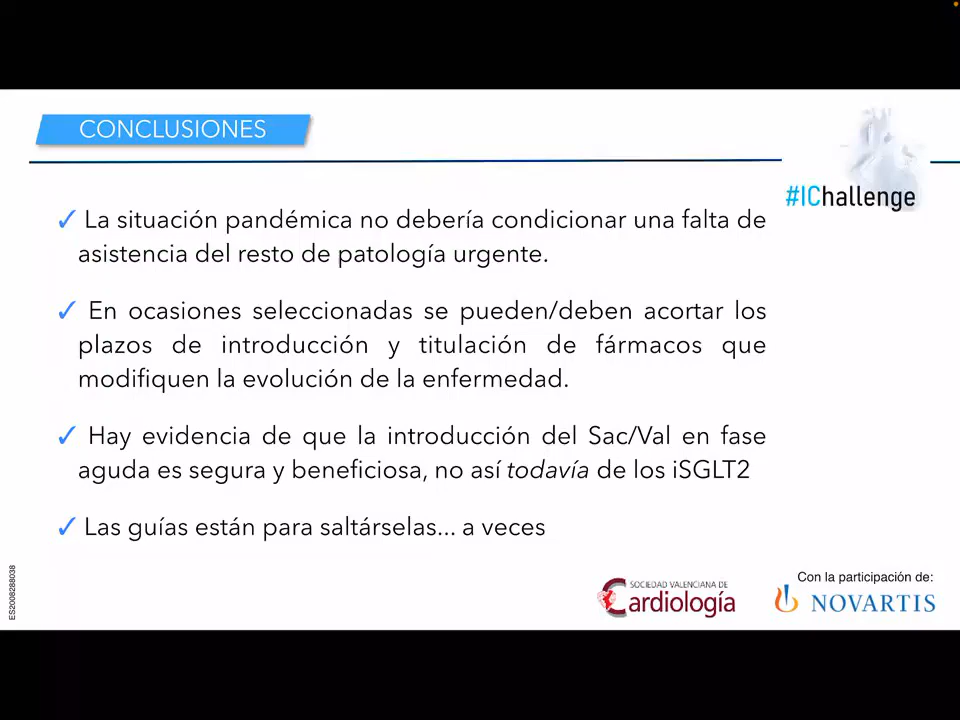 CONCLUSIONES
#IChallenge
✓ La situación pandémica no debería condicionar una falta de
asistencia del resto de patología urgente.
✓ En ocasiones seleccionadas se pueden/deben acortar los
plazos de introducción y titulación de fármacos que
modifiquen la evolución de la enfermedad.
✓ Hay evidencia de que la introducción del Sac/Val en fase
aguda es segura y beneficiosa, no así todavía de los iSGLT2
✓ Las guías están para saltárselas... a veces
ES2008288038
SOCIEDAD VALENCIANA DE
Cardiología
Con la participación de:
NOVARTIS